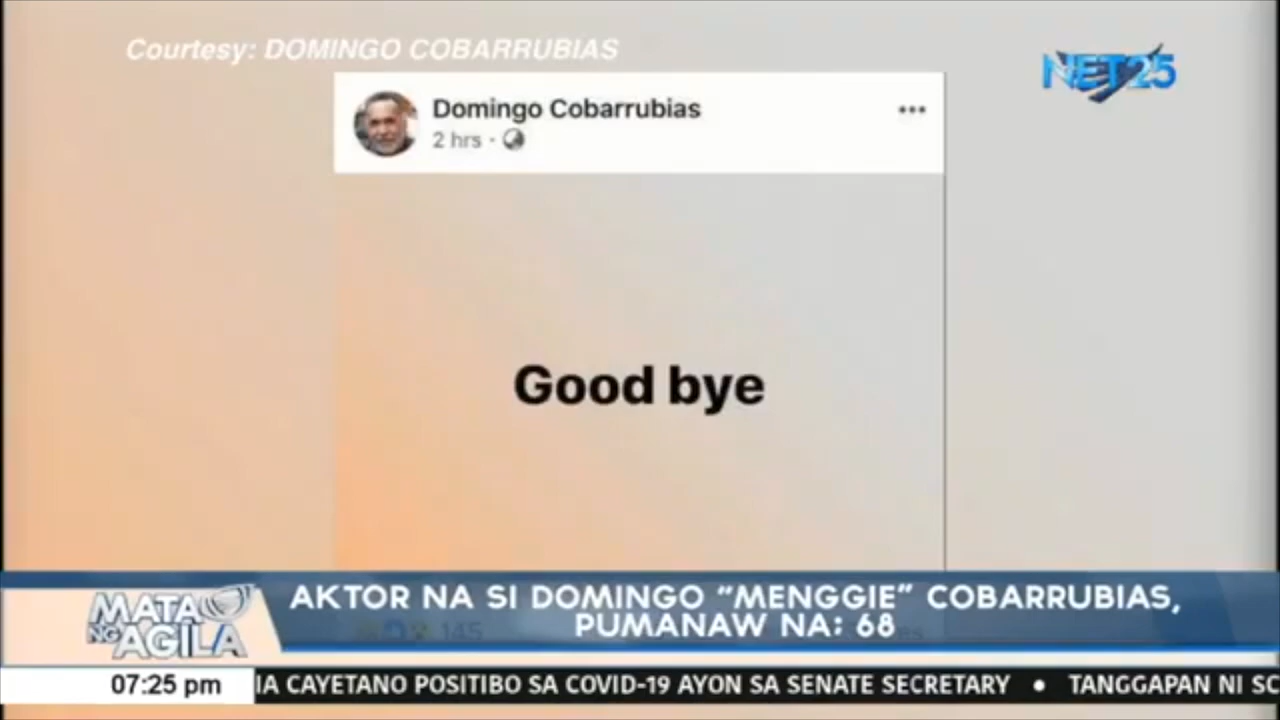 Courtesy: DOMINGO COBARRUBIAS
NET25
Domingo Cobarrubias
2 hrs ·
Good bye
AKTOR NA SI DOMINGO “MENGGIE” COBARRUBIAS,
PUMANAW NA: 68
145
MATA
NG AGILA
07:25 pm
IA CAYETANO POSITIBO SA COVID-19 AYON SA SENATE SECRETARY • TANGGAPAN NI SC